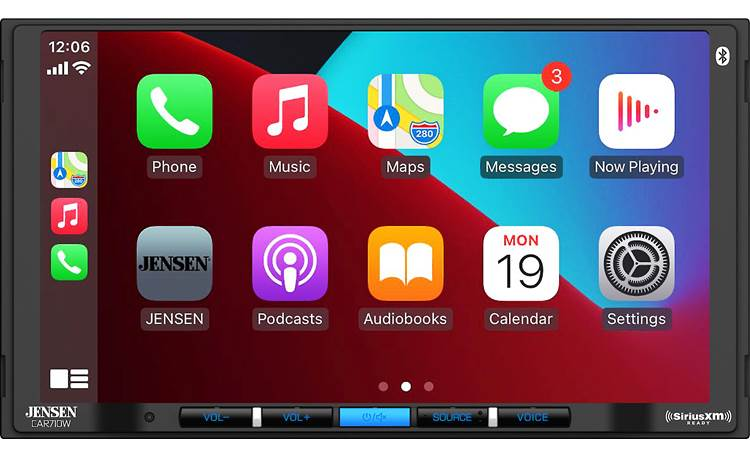 12:06
3
280
Phone
Music
Maps
Messages
Now Playing
280
JENSEN
MON
19
JENSEN
Podcasts
Audiobooks
Calendar
Settings
JENSEN
CAR710W
VOL-
VOL+
SOURCE
VOICE
((SiriusXM))
READY